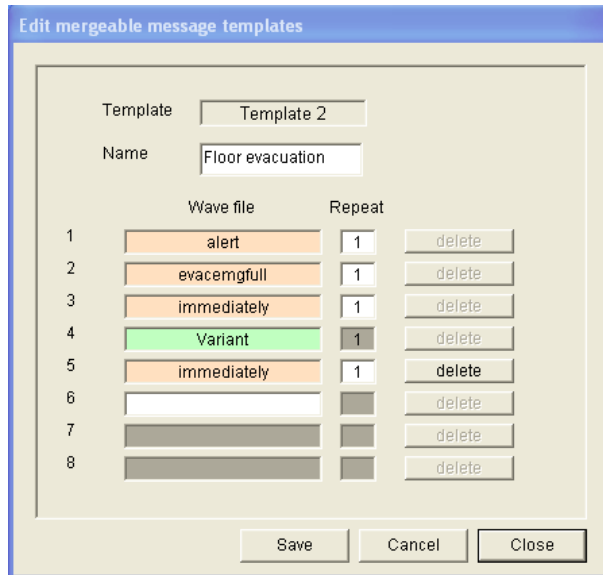 Edit mergeable message templates
Template Template 2
Name Floor evacuation
Wave file Repeat
1 alert 1 delete
2 evacemgfull 1 delete
3 immediately 1 delete
4 Variant 1 delete
5 immediately 1 delete
6 delete
7 delete
8 delete
Save Cancel Close